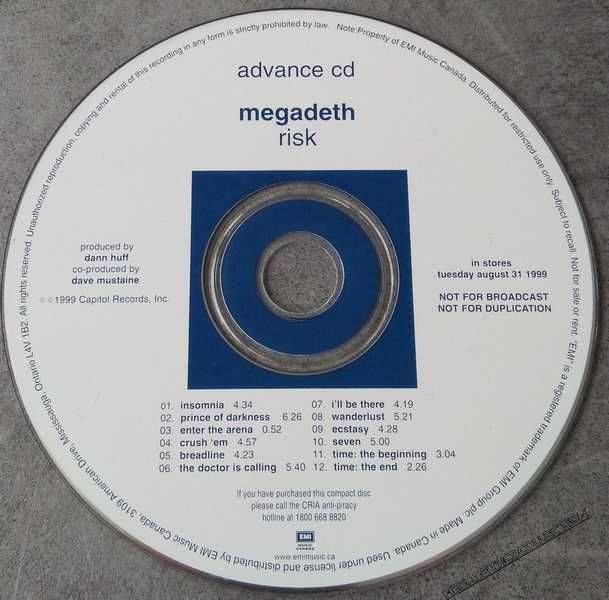 Unauthorized reproduction, copying and rental of this recording in any form is strictly prohibited by law. Note:Property of EMI Music Canada. Distributed for restricted use only. Subject to recall. Not for sale or rent. "EMI" is a registered trademark of EMI Group plc. Made in Canada. Used under license and distributed by EMI Music Canada, 3109 American Drive, Mississauga, Ontario L4V 1B2. All rights reserved.
advance cd
megadeth
risk
produced by
dann huff
co-produced by
dave mustaine
℗ ©1999 Capitol Records, Inc.
in stores
tuesday august 31 1999
NOT FOR BROADCAST
NOT FOR DUPLICATION
01. insomnia 4.34
02. prince of darkness 6.26
03. enter the arena 0.52
04. crush 'em 4.57
05. breadline 4.23
06. the doctor is calling 5.40
07. i'll be there 4.19
08. wanderlust 5.21
09. ecstasy 4.28
10. seven 5.00
11. time: the beginning 3.04
12. time: the end 2.26
If you have purchased this compact disc
please call the CRIA anti-piracy
hotline at 1800 668 8820
EMI
MUSIC
CANADA
www.emimusic.ca